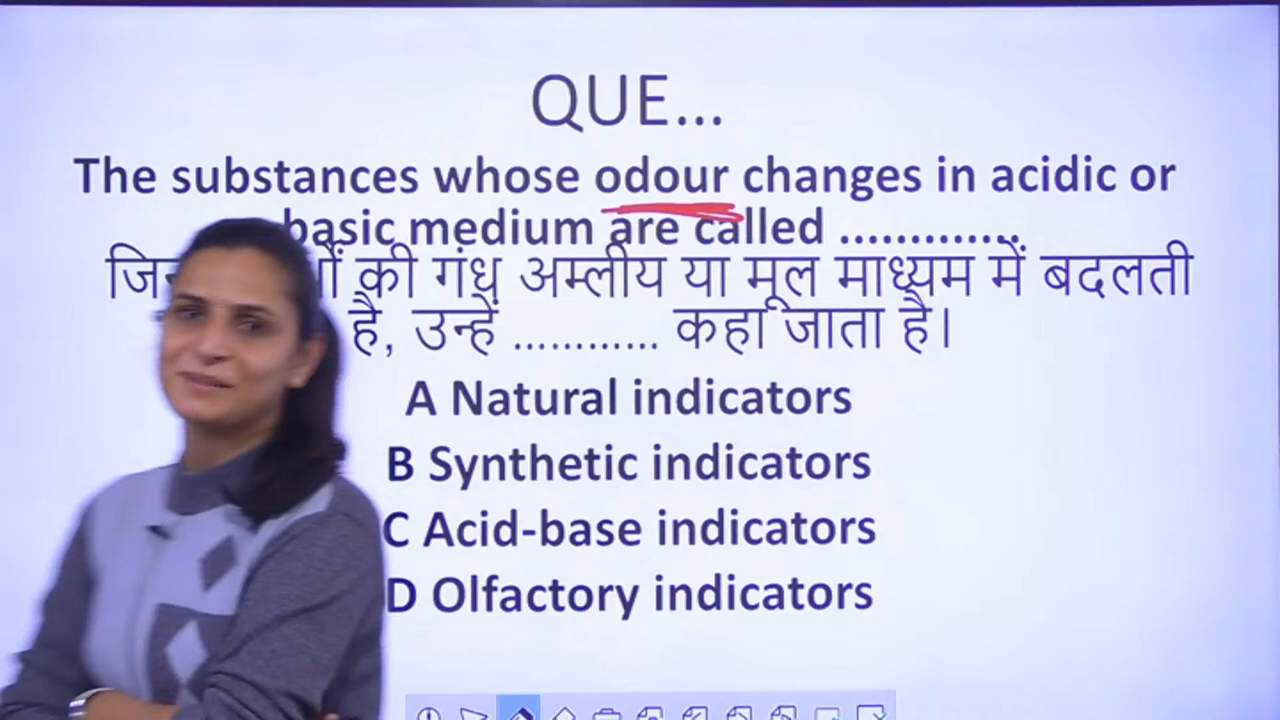 QUE...
The substances whose odour changes in acidic or
basic medium are called .............
की गंध अम्लीय या मूल माध्यम में बदलती
है, उन्हें ............ कहा जाता है।
A Natural indicators
B Synthetic indicators
C Acid-base indicators
D Olfactory indicators